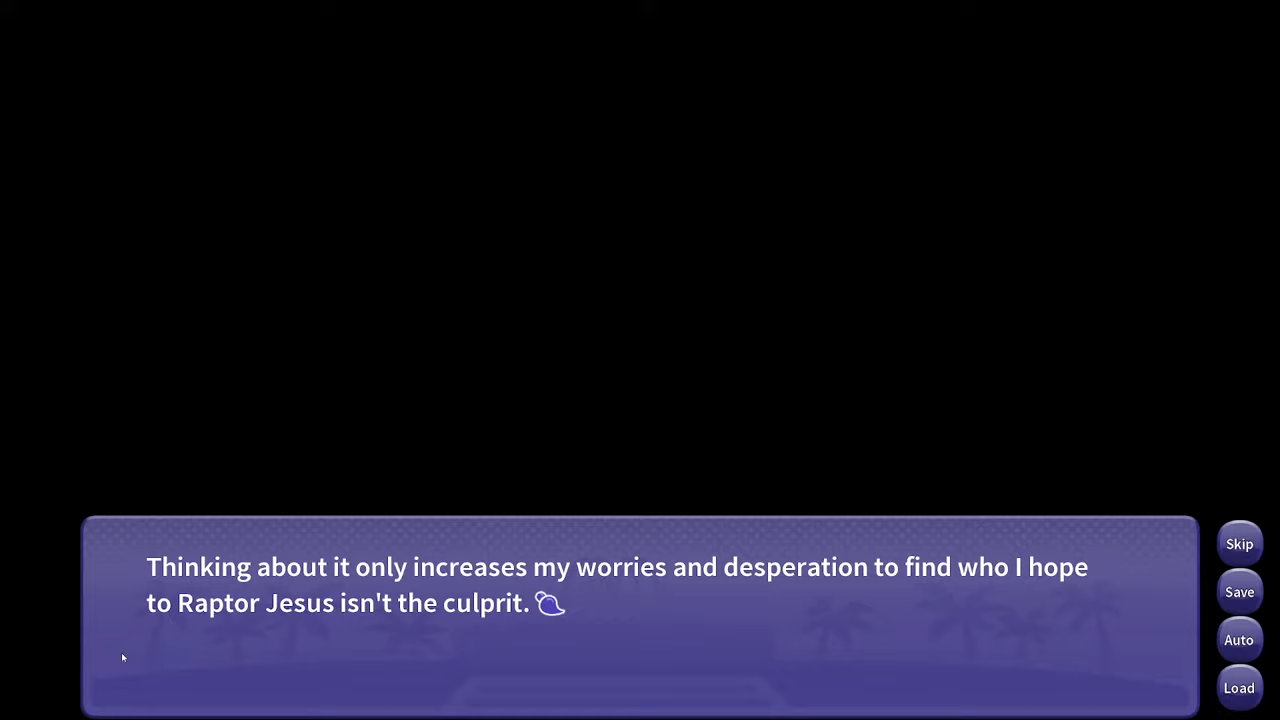 Thinking about it only increases my worries and desperation to find who I hope
to Raptor Jesus isn't the culprit.
Skip
Save
Auto
Load